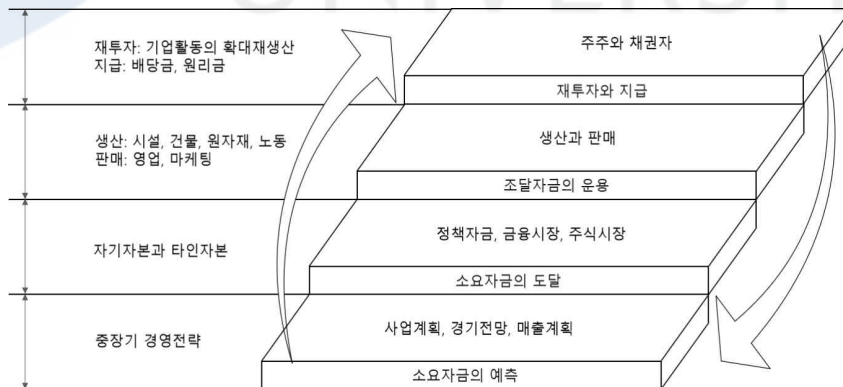 재투자: 기업활동의 확대재생산
지급: 배당금, 원리금
주주와 채권자
재투자와 지급
생산: 시설, 건물, 원자재, 노동
판매: 영업, 마케팅
생산과 판매
조달자금의 운용
자기자본과 타인자본
정책자금, 금융시장, 주식시장
소요자금의 도달
중장기 경영전략
사업계획, 경기전망, 매출계획
소요자금의 예측